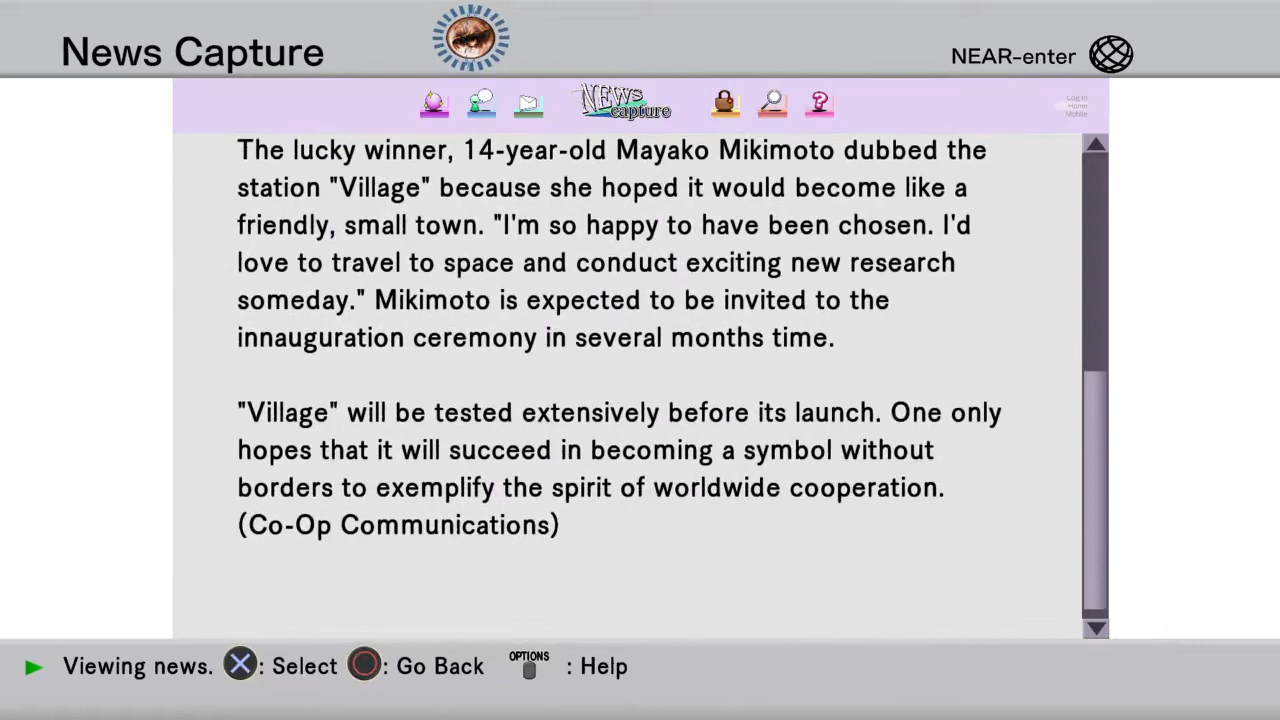 News Capture
NEAR-enter
NEWS
capture
Log in
Home
Mobile
The lucky winner, 14-year-old Mayako Mikimoto dubbed the
station "Village" because she hoped it would become like a
friendly, small town. "I'm so happy to have been chosen. I'd
love to travel to space and conduct exciting new research
someday." Mikimoto is expected to be invited to the
innauguration ceremony in several months time.
"Village" will be tested extensively before its launch. One only
hopes that it will succeed in becoming a symbol without
borders to exemplify the spirit of worldwide cooperation.
(Co-Op Communications)
Viewing news. : Select : Go Back OPTIONS : Help